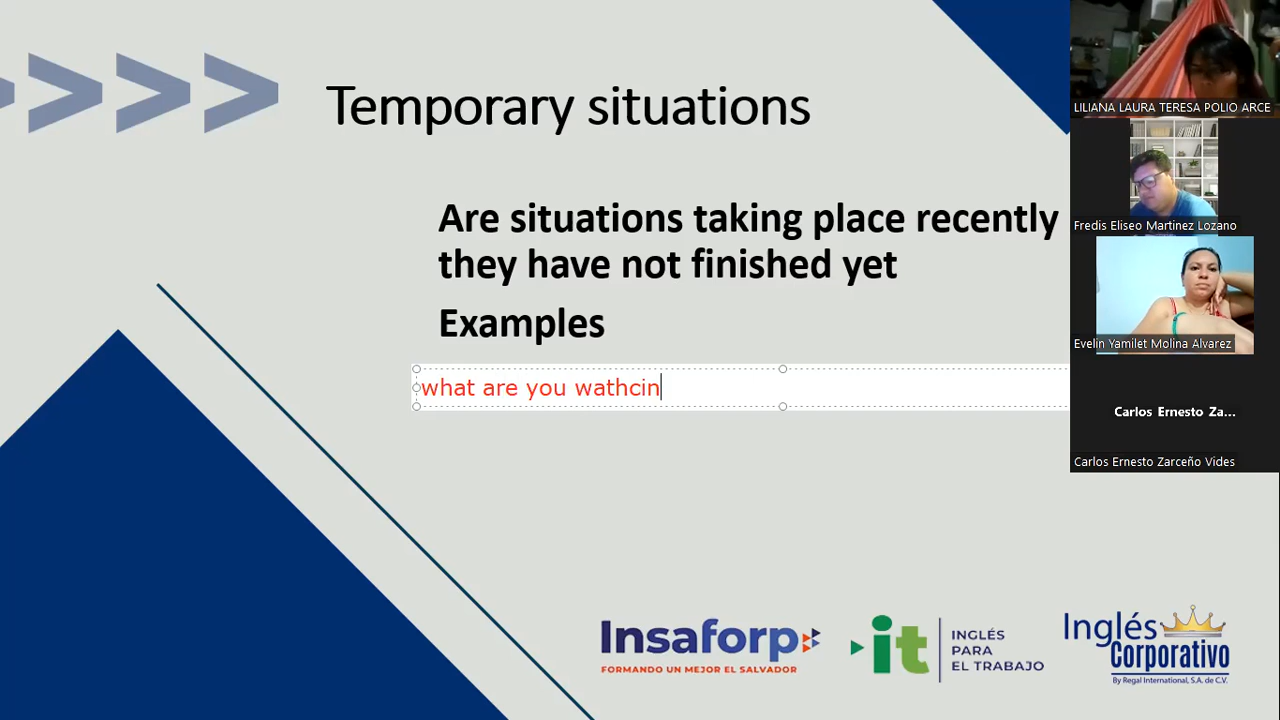 Temporary situations
Are situations taking place recently
they have not finished yet
Examples
what are you wathcin
LILIANA LAURA TERESA POLIO ARCE
Fredis Eliseo Martinez Lozano
Evelin Yamilet Molina Alvarez
Carlos Ernesto Za...
Carlos Ernesto Zarceño Vides
Insaforp
FORMANDO UN MEJOR EL SALVADOR
it
INGLÉS
PARA
EL TRABAJO
Inglés
Corporativo
By Regal International, S.A. de C.V.